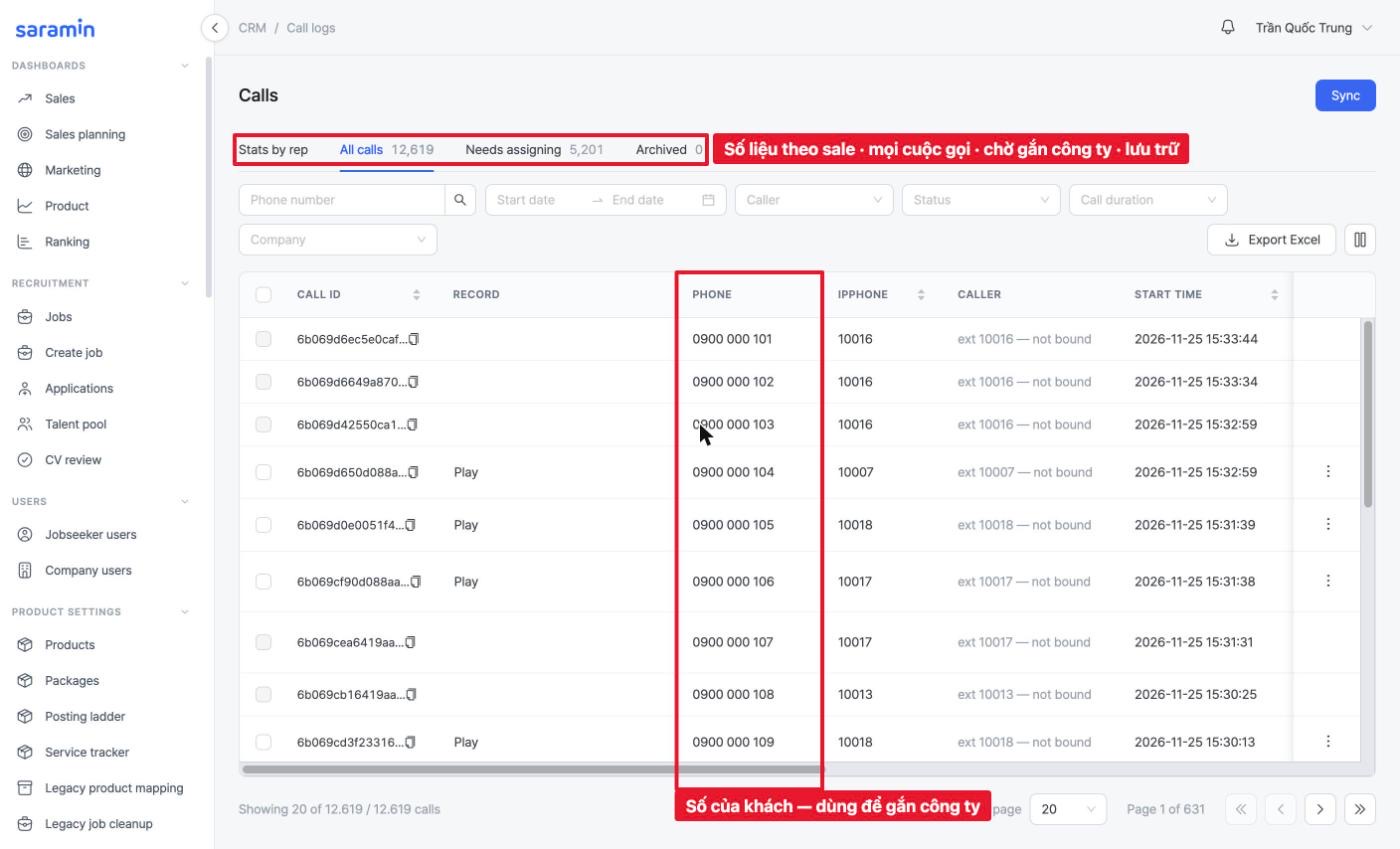 saramin
CRM / Call logs
Trần Quốc Trung
DASHBOARDS
Sales
Sales planning
Marketing
Product
Ranking
RECRUITMENT
Jobs
Create job
Applications
Talent pool
CV review
USERS
Jobseeker users
Company users
PRODUCT SETTINGS
Products
Packages
Posting ladder
Service tracker
Legacy product mapping
Legacy job cleanup
Calls
Sync
Stats by rep All calls 12,619 Needs assigning 5,201 Archived 0
Số liệu theo sale · mọi cuộc gọi · chờ gắn công ty · lưu trữ
Phone number Start date → End date Caller Status Call duration
Company Export Excel
CALL ID RECORD PHONE IPPHONE CALLER START TIME
6b069d6ec5e0caf... 0900 000 101 10016 ext 10016 — not bound 2026-11-25 15:33:44
6b069d6649a870... 0900 000 102 10016 ext 10016 — not bound 2026-11-25 15:33:34
6b069d42550ca1... 0900 000 103 10016 ext 10016 — not bound 2026-11-25 15:32:59
6b069d650d088a... Play 0900 000 104 10007 ext 10007 — not bound 2026-11-25 15:32:59
6b069d0e0051f4... Play 0900 000 105 10018 ext 10018 — not bound 2026-11-25 15:31:39
6b069cf90d088aa... Play 0900 000 106 10017 ext 10017 — not bound 2026-11-25 15:31:38
6b069cea6419aa... 0900 000 107 10017 ext 10017 — not bound 2026-11-25 15:31:31
6b069cb16419aa... 0900 000 108 10013 ext 10013 — not bound 2026-11-25 15:30:25
6b069cd3f23316... Play 0900 000 109 10018 ext 10018 — not bound 2026-11-25 15:30:13
Số của khách — dùng để gắn công ty
Showing 20 of 12.619 / 12.619 calls page 20 Page 1 of 631